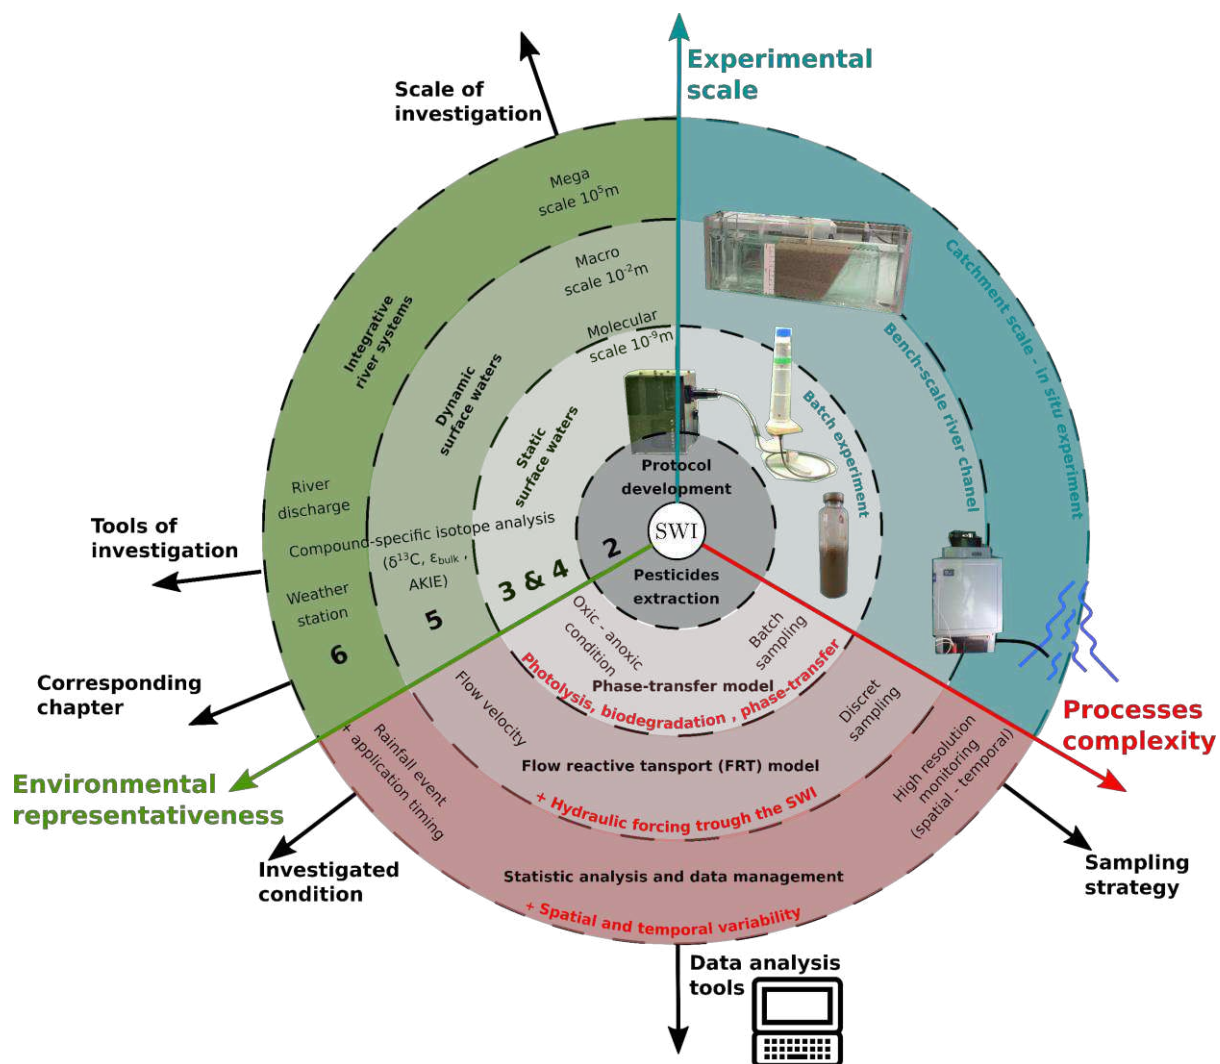 Experimental
scale
Scale of
investigation
Mega
scale 10⁵m
Macro
scale 10⁻²m
Molecular
scale 10⁻⁹m
Integrative
river systems
Dynamic
surface waters
Static
surface waters
Catchment scale - in situ experiment
Bench-scale river chanel
Batch experiment
Protocol
development
SWI
Pesticides
extraction
River
discharge
Tools of
investigation
Compound-specific isotope analysis
(δ¹³C, ε_bulk ,
AKIE)
Weather
station
2
3 & 4
5
6
Corresponding
chapter
Environmental
representativeness
Processes
complexity
Oxic - anoxic
condition
Batch
sampling
Phase-transfer model
Photolysis, biodegradation , phase-transfer
Flow velocity
Discret
sampling
Flow reactive tansport (FRT) model
+ Hydraulic forcing trough the SWI
Rainfall event
+ application timing
High resolution
monitoring
(spatial - temporal)
Statistic analysis and data management
+ Spatial and temporal variability
Investigated
condition
Sampling
strategy
Data analysis
tools